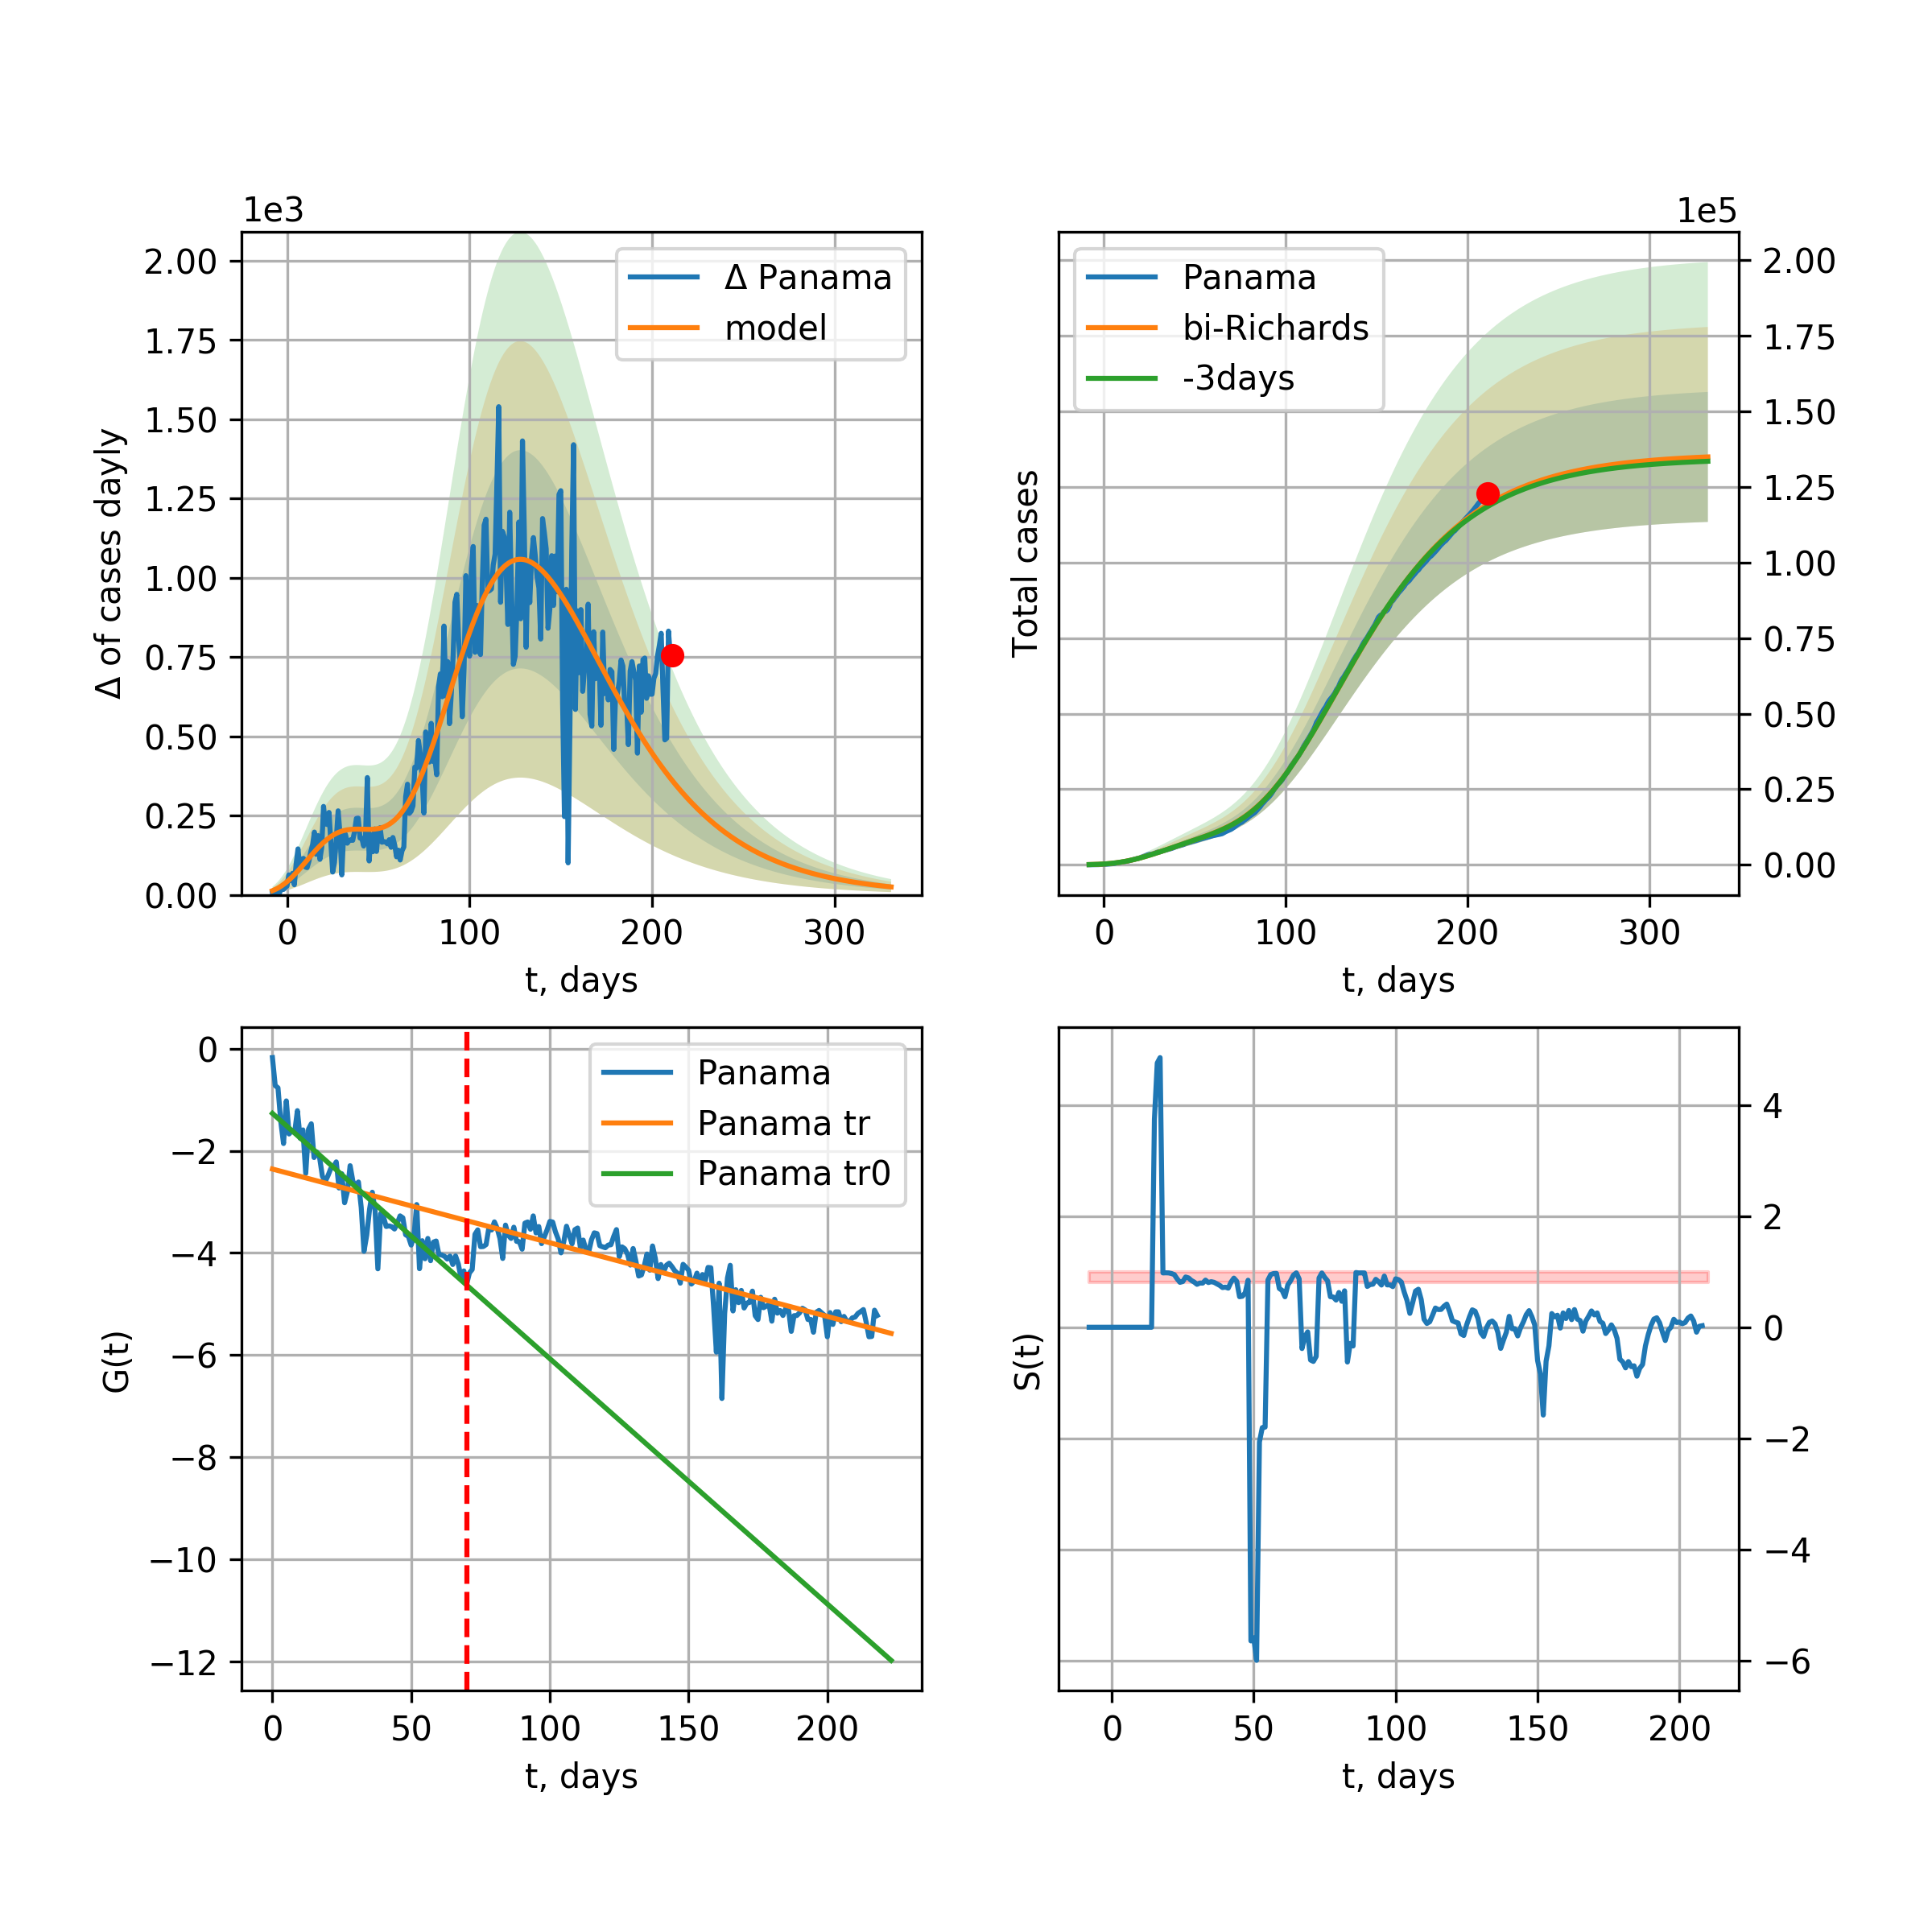 1e3
Δ of cases dayly
2.00
1.75
1.50
1.25
1.00
0.75
0.50
0.25
0.00
0 100 200 300
t, days
Δ Panama
model
1e5
Total cases
2.00
1.75
1.50
1.25
1.00
0.75
0.50
0.25
0.00
0 100 200 300
t, days
Panama
bi-Richards
-3days
G(t)
0
−2
−4
−6
−8
−10
−12
0 50 100 150 200
t, days
Panama
Panama tr
Panama tr0
S(t)
4
2
0
−2
−4
−6
0 50 100 150 200
t, days